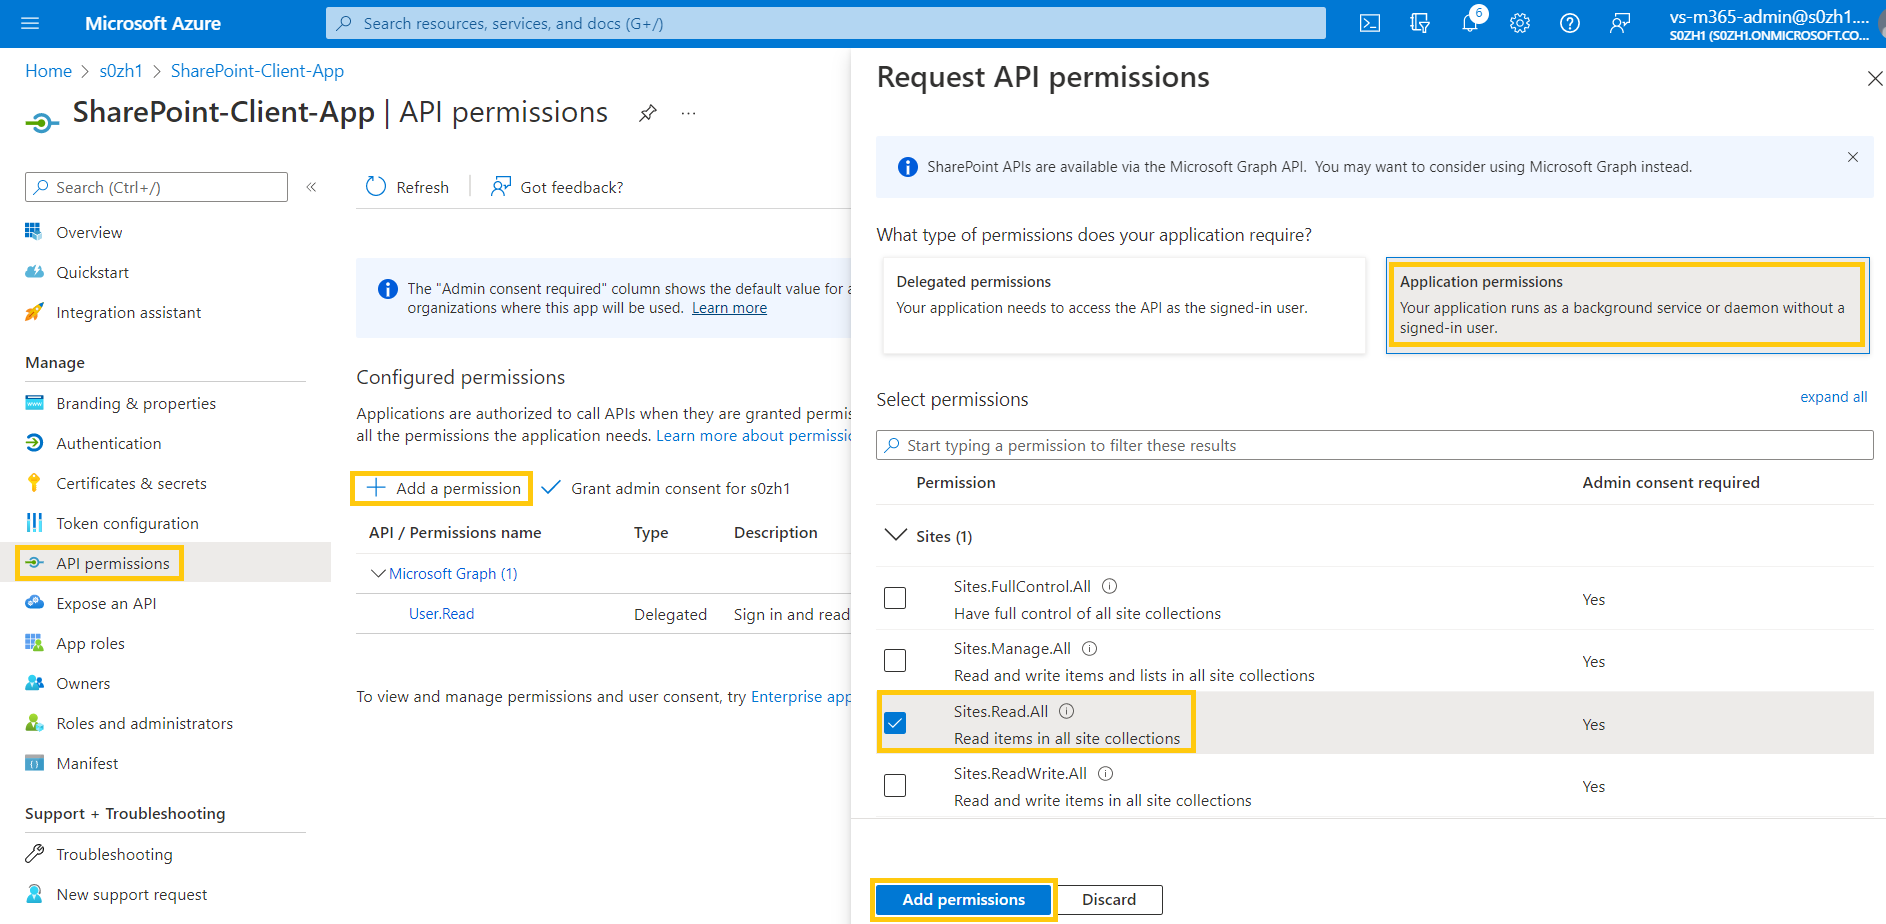 Microsoft Azure
Search resources, services, and docs (G+/)
6
vs-m365-admin@s0zh1....
S0ZH1 (S0ZH1.ONMICROSOFT.CO...
Home > s0zh1 > SharePoint-Client-App
SharePoint-Client-App | API permissions
...
Search (Ctrl+/)
«
Overview
Quickstart
Integration assistant
Manage
Branding & properties
Authentication
Certificates & secrets
Token configuration
API permissions
Expose an API
App roles
Owners
Roles and administrators
Manifest
Support + Troubleshooting
Troubleshooting
New support request
Refresh
Got feedback?
The "Admin consent required" column shows the default value for a
organizations where this app will be used. Learn more
Configured permissions
Applications are authorized to call APIs when they are granted permis
all the permissions the application needs. Learn more about permissio
+ Add a permission
Grant admin consent for s0zh1
API / Permissions name Type Description
Microsoft Graph (1)
User.Read Delegated Sign in and read
To view and manage permissions and user consent, try Enterprise app
Request API permissions
SharePoint APIs are available via the Microsoft Graph API. You may want to consider using Microsoft Graph instead.
What type of permissions does your application require?
Delegated permissions
Your application needs to access the API as the signed-in user.
Application permissions
Your application runs as a background service or daemon without a
signed-in user.
Select permissions
expand all
Start typing a permission to filter these results
Permission Admin consent required
Sites (1)
Sites.FullControl.All
Have full control of all site collections
Yes
Sites.Manage.All
Read and write items and lists in all site collections
Yes
Sites.Read.All
Read items in all site collections
Yes
Sites.ReadWrite.All
Read and write items in all site collections
Yes
Add permissions
Discard